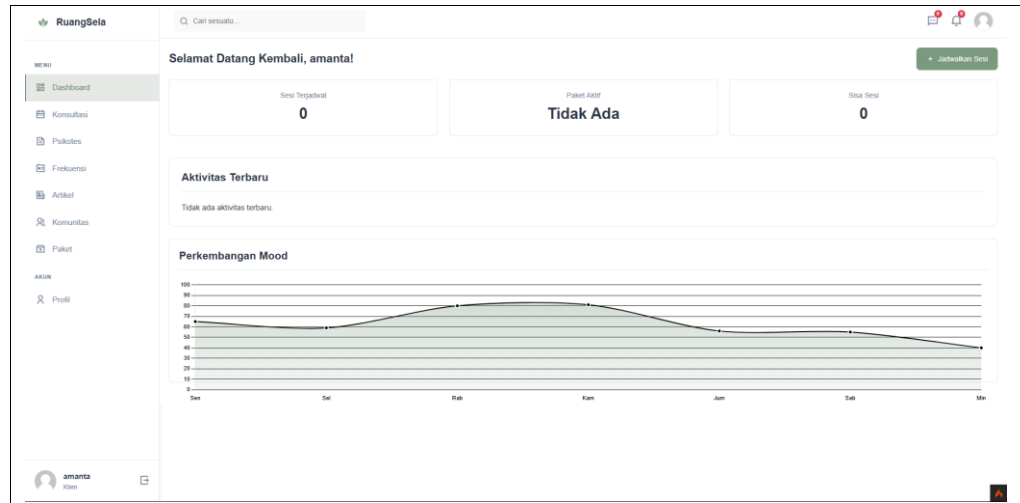 RuangSela
Cari sesuatu...
0
0
MENU
Dashboard
Konsultasi
Psikotes
Frekuensi
Artikel
Komunitas
Paket
AKUN
Profil
amanta
Klien
Selamat Datang Kembali, amanta!
+ Jadwalkan Sesi
Sesi Terjadwal
0
Paket Aktif
Tidak Ada
Sisa Sesi
0
Aktivitas Terbaru
Tidak ada aktivitas terbaru.
Perkembangan Mood
100
90
80
70
60
50
40
30
20
10
0
Sen Sel Rab Kam Jum Sab Min